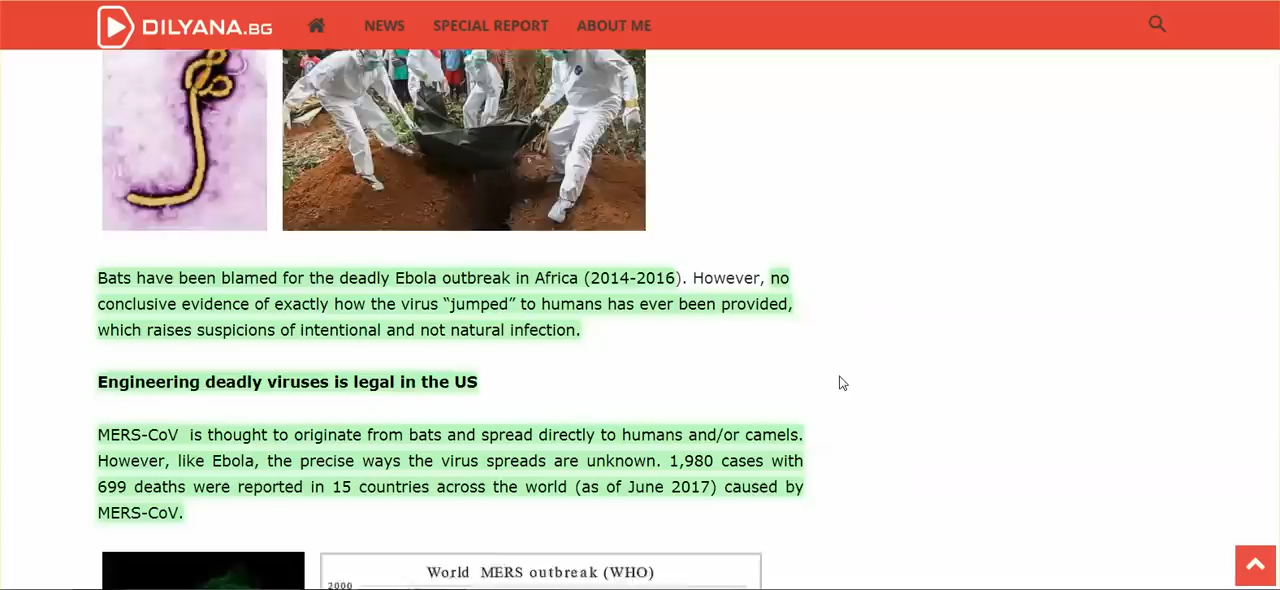 DILYANA.BG
NEWS
SPECIAL REPORT
ABOUT ME
Bats have been blamed for the deadly Ebola outbreak in Africa (2014-2016). However, no
conclusive evidence of exactly how the virus “jumped” to humans has ever been provided,
which raises suspicions of intentional and not natural infection.
Engineering deadly viruses is legal in the US
MERS-CoV is thought to originate from bats and spread directly to humans and/or camels.
However, like Ebola, the precise ways the virus spreads are unknown. 1,980 cases with
699 deaths were reported in 15 countries across the world (as of June 2017) caused by
MERS-CoV.
World MERS outbreak (WHO)
2000